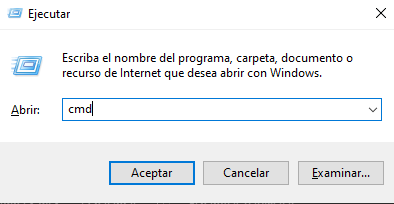 Ejecutar
Escriba el nombre del programa, carpeta, documento o
recurso de Internet que desea abrir con Windows.
Abrir: cmd
Aceptar Cancelar Examinar...